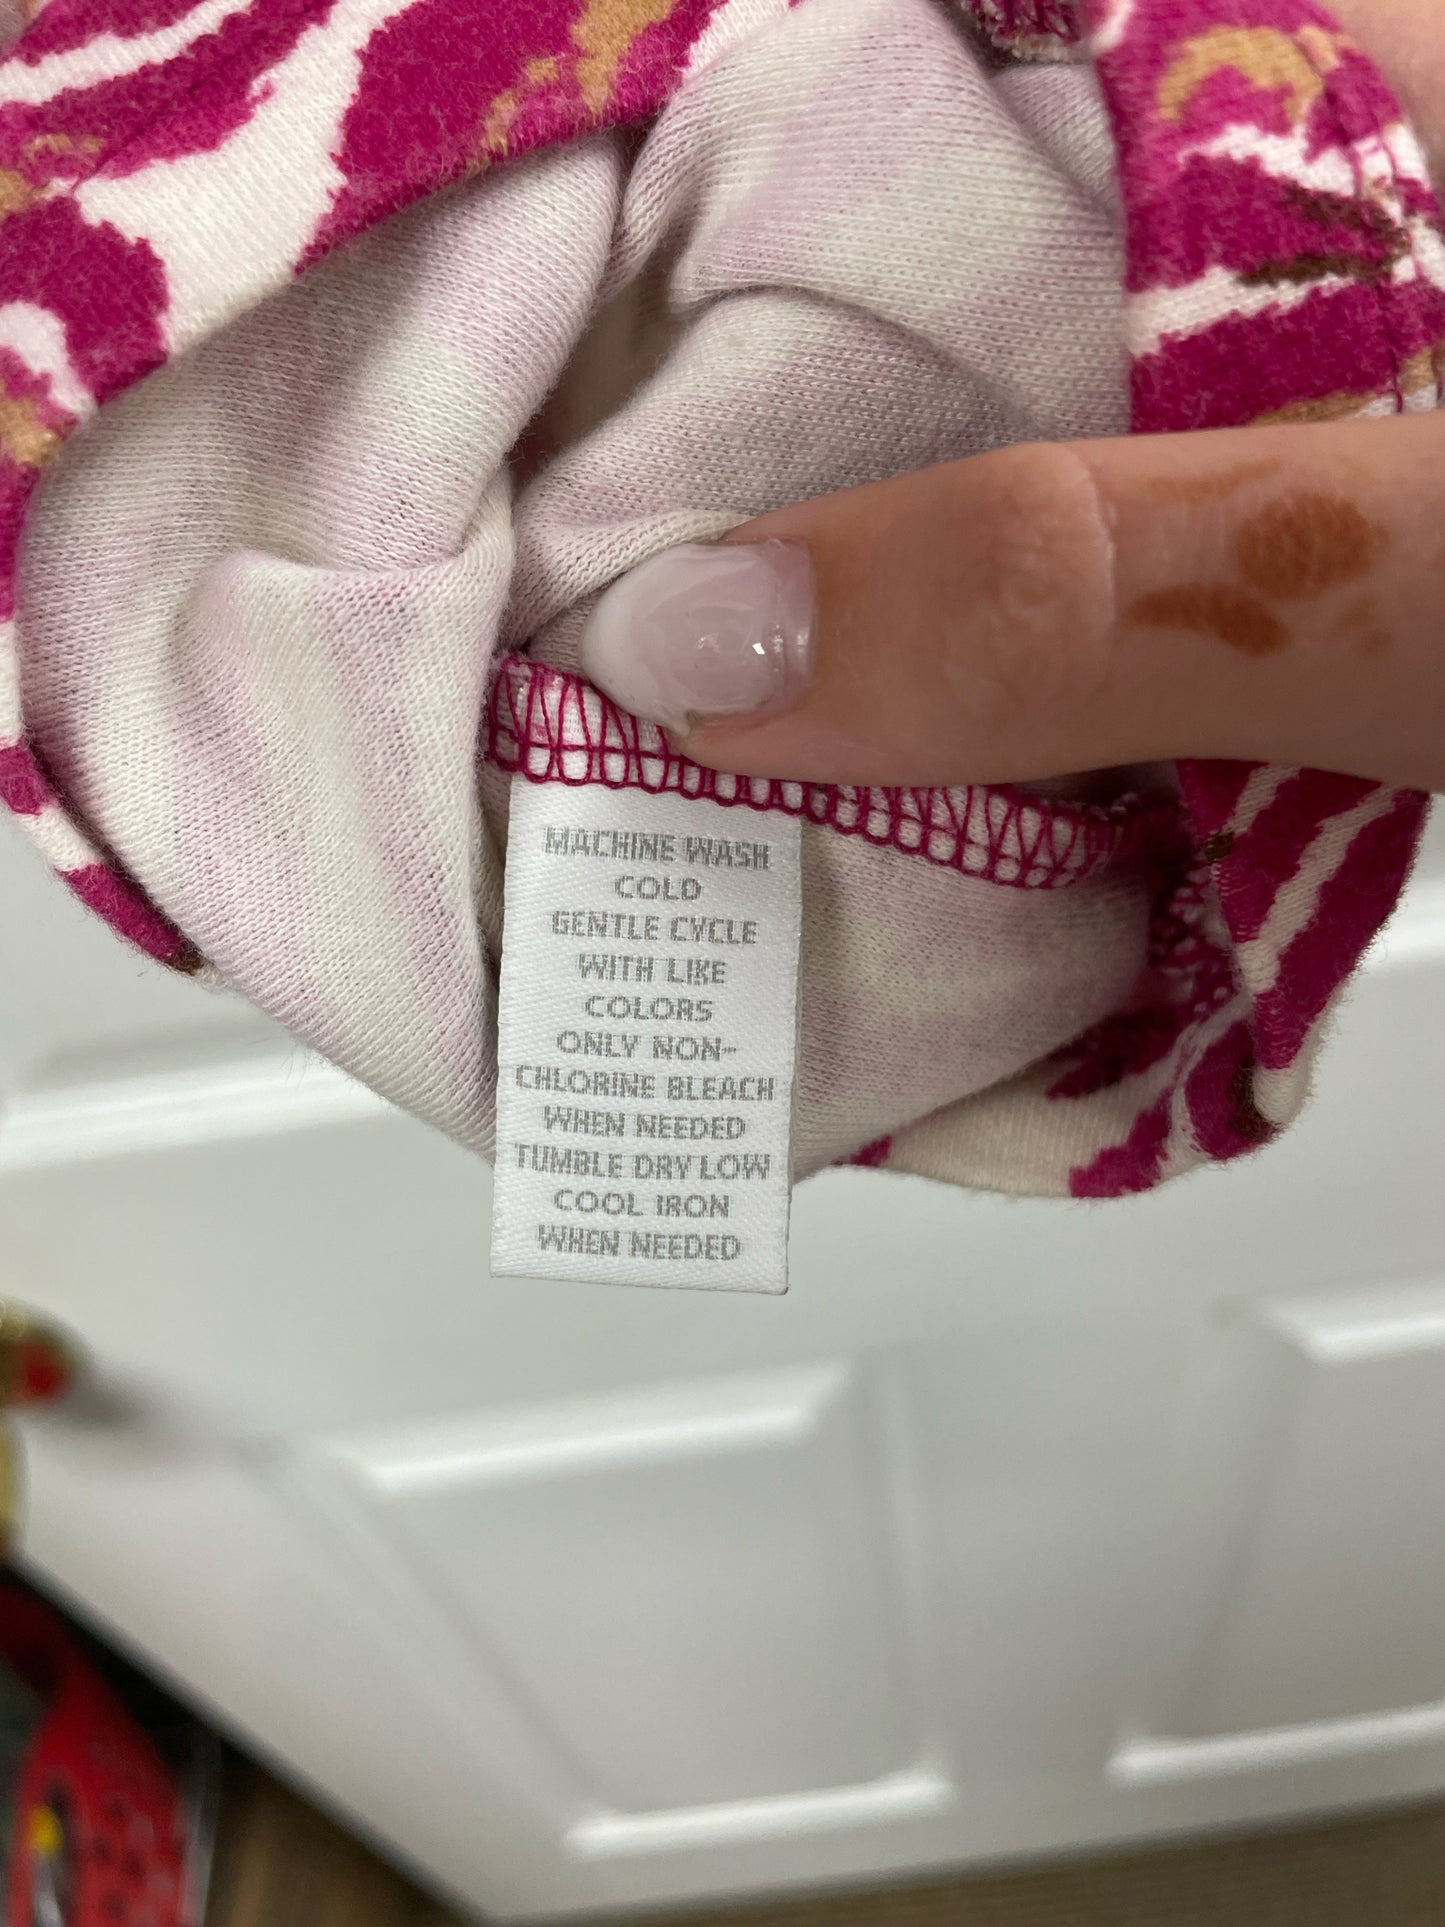 MACHINE WASH
COLD
GENTLE CYCLE
WITH LIKE
COLORS
ONLY NON-
CHLORINE BLEACH
WHEN NEEDED
TUMBLE DRY LOW
COOL IRON
WHEN NEEDED